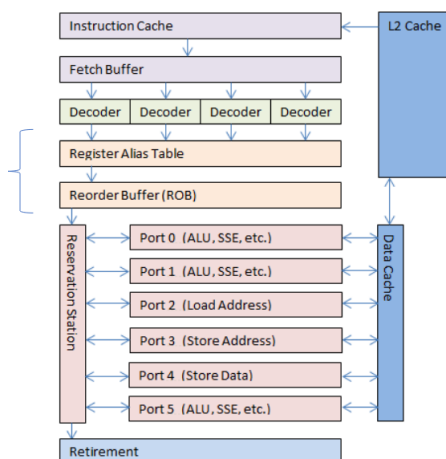 Instruction Cache
L2 Cache
Fetch Buffer
Decoder
Decoder
Decoder
Decoder
Register Alias Table
Reorder Buffer (ROB)
Reservation Station
Port 0 (ALU, SSE, etc.)
Port 1 (ALU, SSE, etc.)
Port 2 (Load Address)
Port 3 (Store Address)
Port 4 (Store Data)
Port 5 (ALU, SSE, etc.)
Data Cache
Retirement